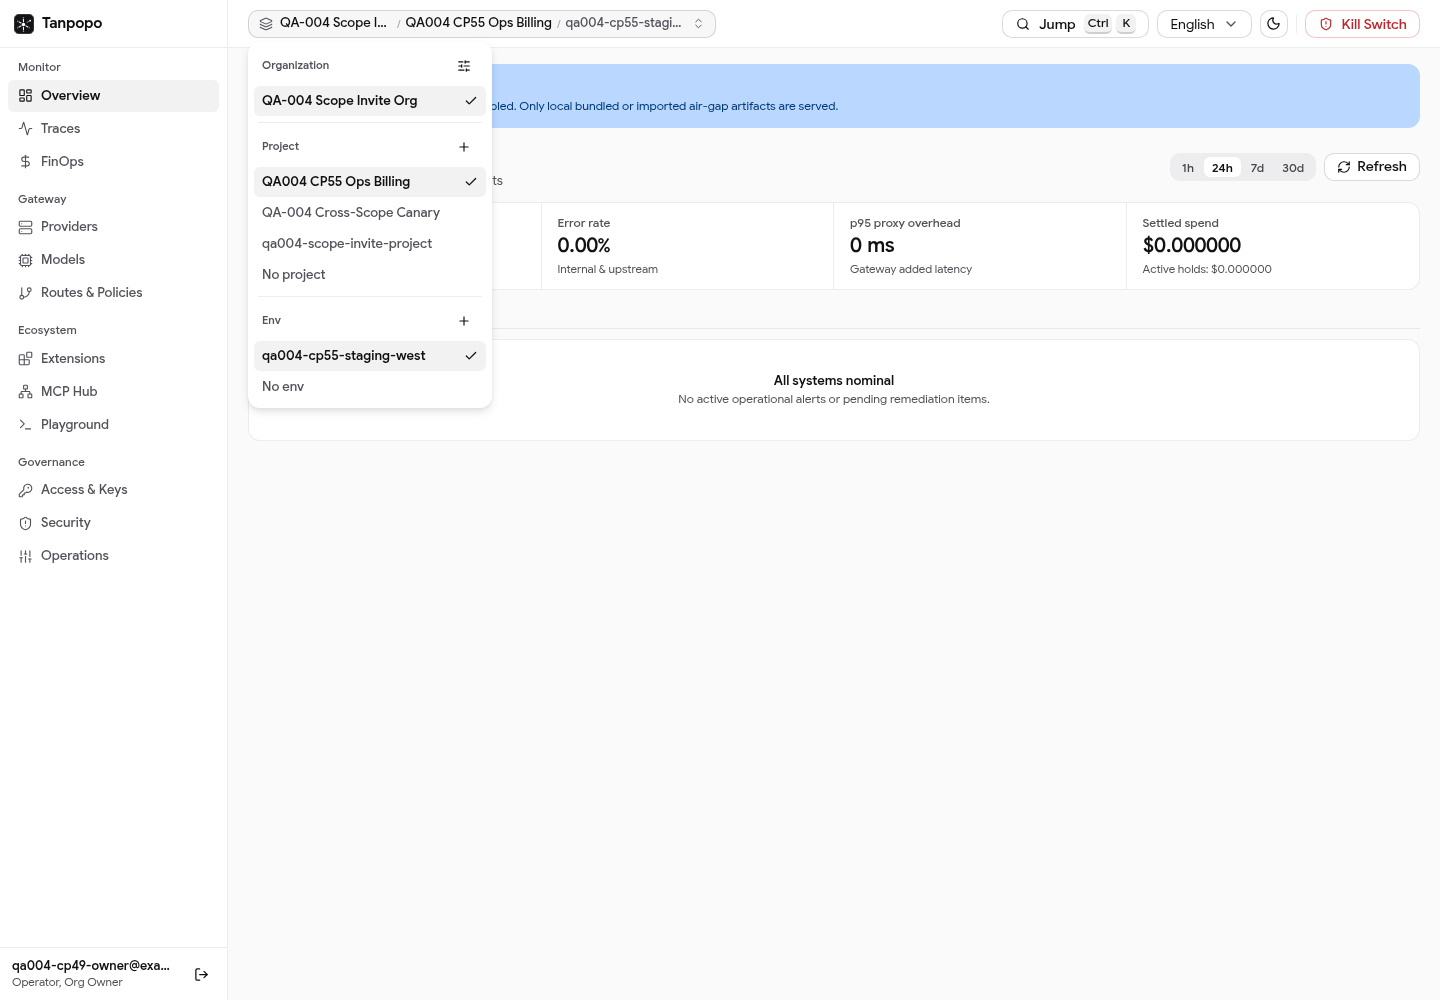 Tanpopo
QA-004 Scope I... / QA004 CP55 Ops Billing / qa004-cp55-stagi...
Jump Ctrl K
English
Kill Switch
Monitor
Overview
Traces
FinOps
Gateway
Providers
Models
Routes & Policies
Ecosystem
Extensions
MCP Hub
Playground
Governance
Access & Keys
Security
Operations
qa004-cp49-owner@exa...
Operator, Org Owner
Organization
QA-004 Scope Invite Org
Project
QA004 CP55 Ops Billing
QA-004 Cross-Scope Canary
qa004-scope-invite-project
No project
Env
qa004-cp55-staging-west
No env
Only local bundled or imported air-gap artifacts are served.
1h 24h 7d 30d
Refresh
Error rate
0.00%
Internal & upstream
p95 proxy overhead
0 ms
Gateway added latency
Settled spend
$0.000000
Active holds: $0.000000
All systems nominal
No active operational alerts or pending remediation items.